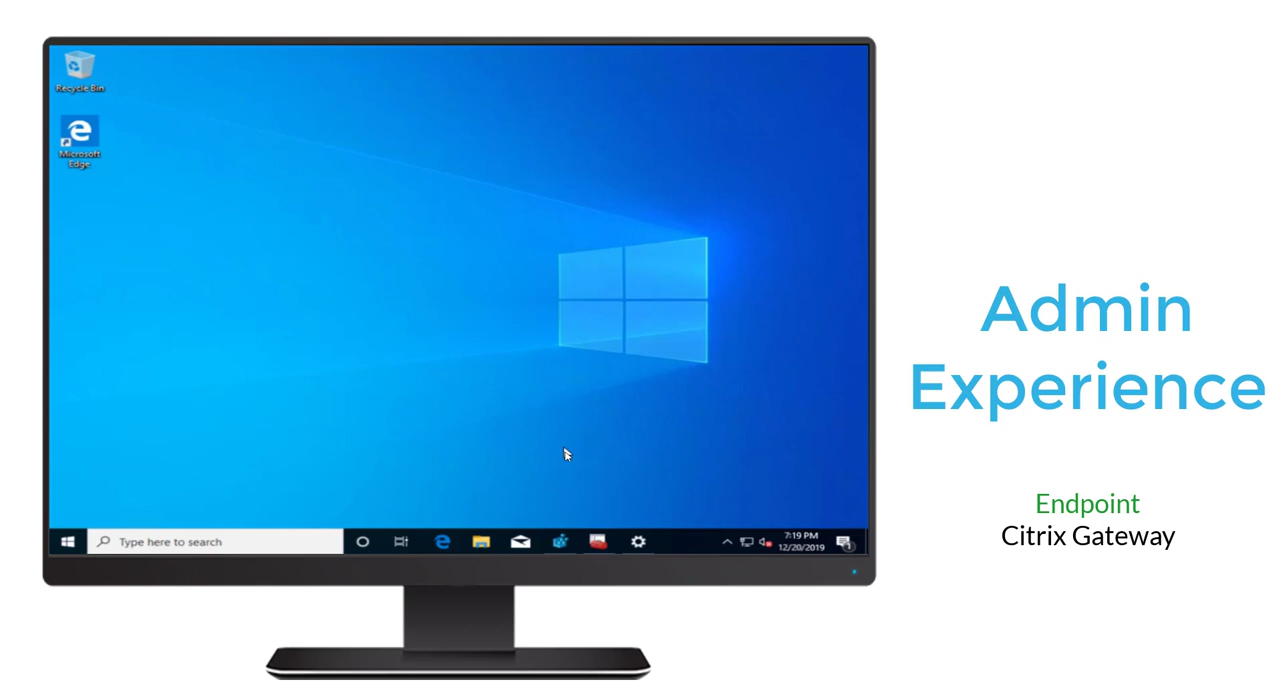 Recycle Bin
Microsoft
Edge
Type here to search
7:19 PM
12/20/2019
1
Admin
Experience
Endpoint
Citrix Gateway